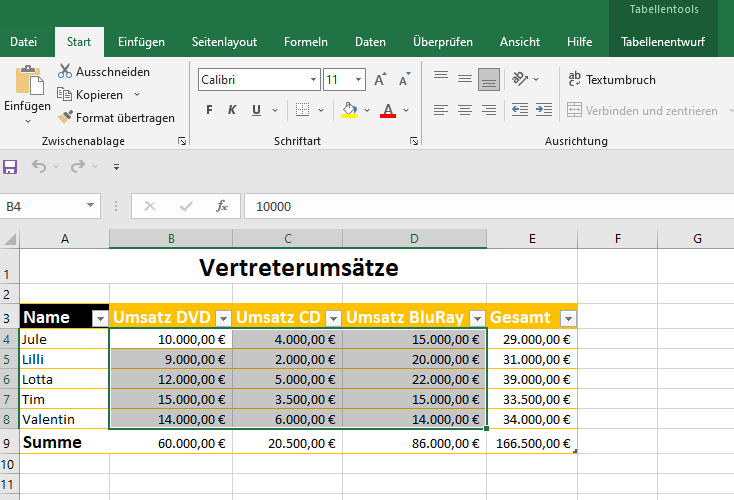 Tabellentools
Datei Start Einfügen Seitenlayout Formeln Daten Überprüfen Ansicht Hilfe Tabellenentwurf
Einfügen
Ausschneiden
Kopieren
Format übertragen
Zwischenablage
Calibri 11 A A
F K U A
Schriftart
ab c Textumbruch
Verbinden und zentrieren
Ausrichtung
B4 fx 10000
A B C D E F G
1 Vertreterumsätze
2
3 Name Umsatz DVD Umsatz CD Umsatz BluRay Gesamt
4 Jule 10.000,00 € 4.000,00 € 15.000,00 € 29.000,00 €
5 Lilli 9.000,00 € 2.000,00 € 20.000,00 € 31.000,00 €
6 Lotta 12.000,00 € 5.000,00 € 22.000,00 € 39.000,00 €
7 Tim 15.000,00 € 3.500,00 € 15.000,00 € 33.500,00 €
8 Valentin 14.000,00 € 6.000,00 € 14.000,00 € 34.000,00 €
9 Summe 60.000,00 € 20.500,00 € 86.000,00 € 166.500,00 €
10
11